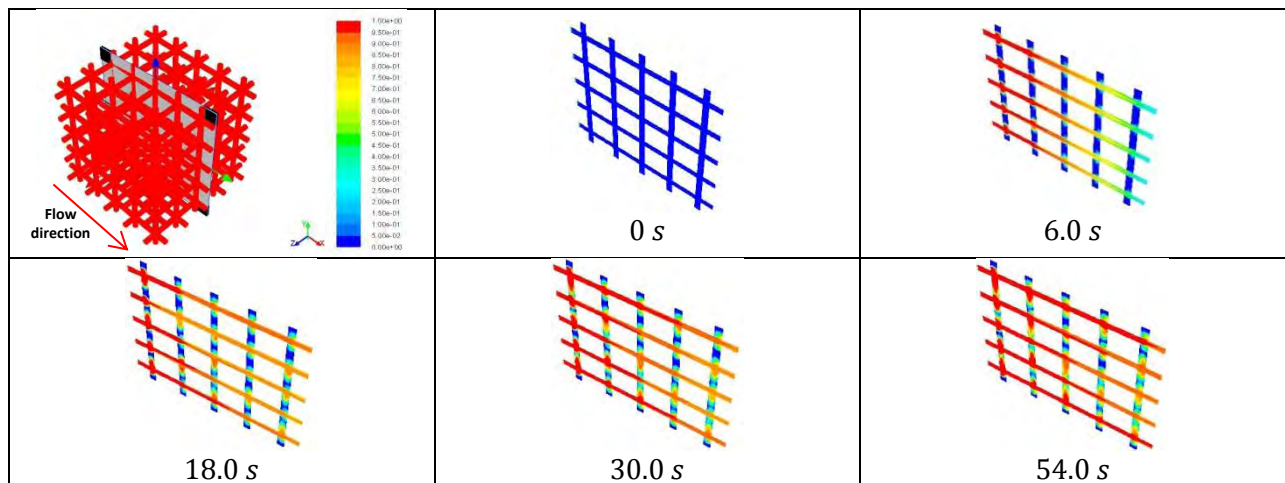 1.00e+00
9.50e-01
9.00e-01
8.50e-01
8.00e-01
7.50e-01
7.00e-01
6.50e-01
6.00e-01
5.50e-01
5.00e-01
4.50e-01
4.00e-01
3.50e-01
3.00e-01
2.50e-01
2.00e-01
1.50e-01
1.00e-01
5.00e-02
0.00e+00
Flow
direction
Y
Z
X
0 s
6.0 s
18.0 s
30.0 s
54.0 s